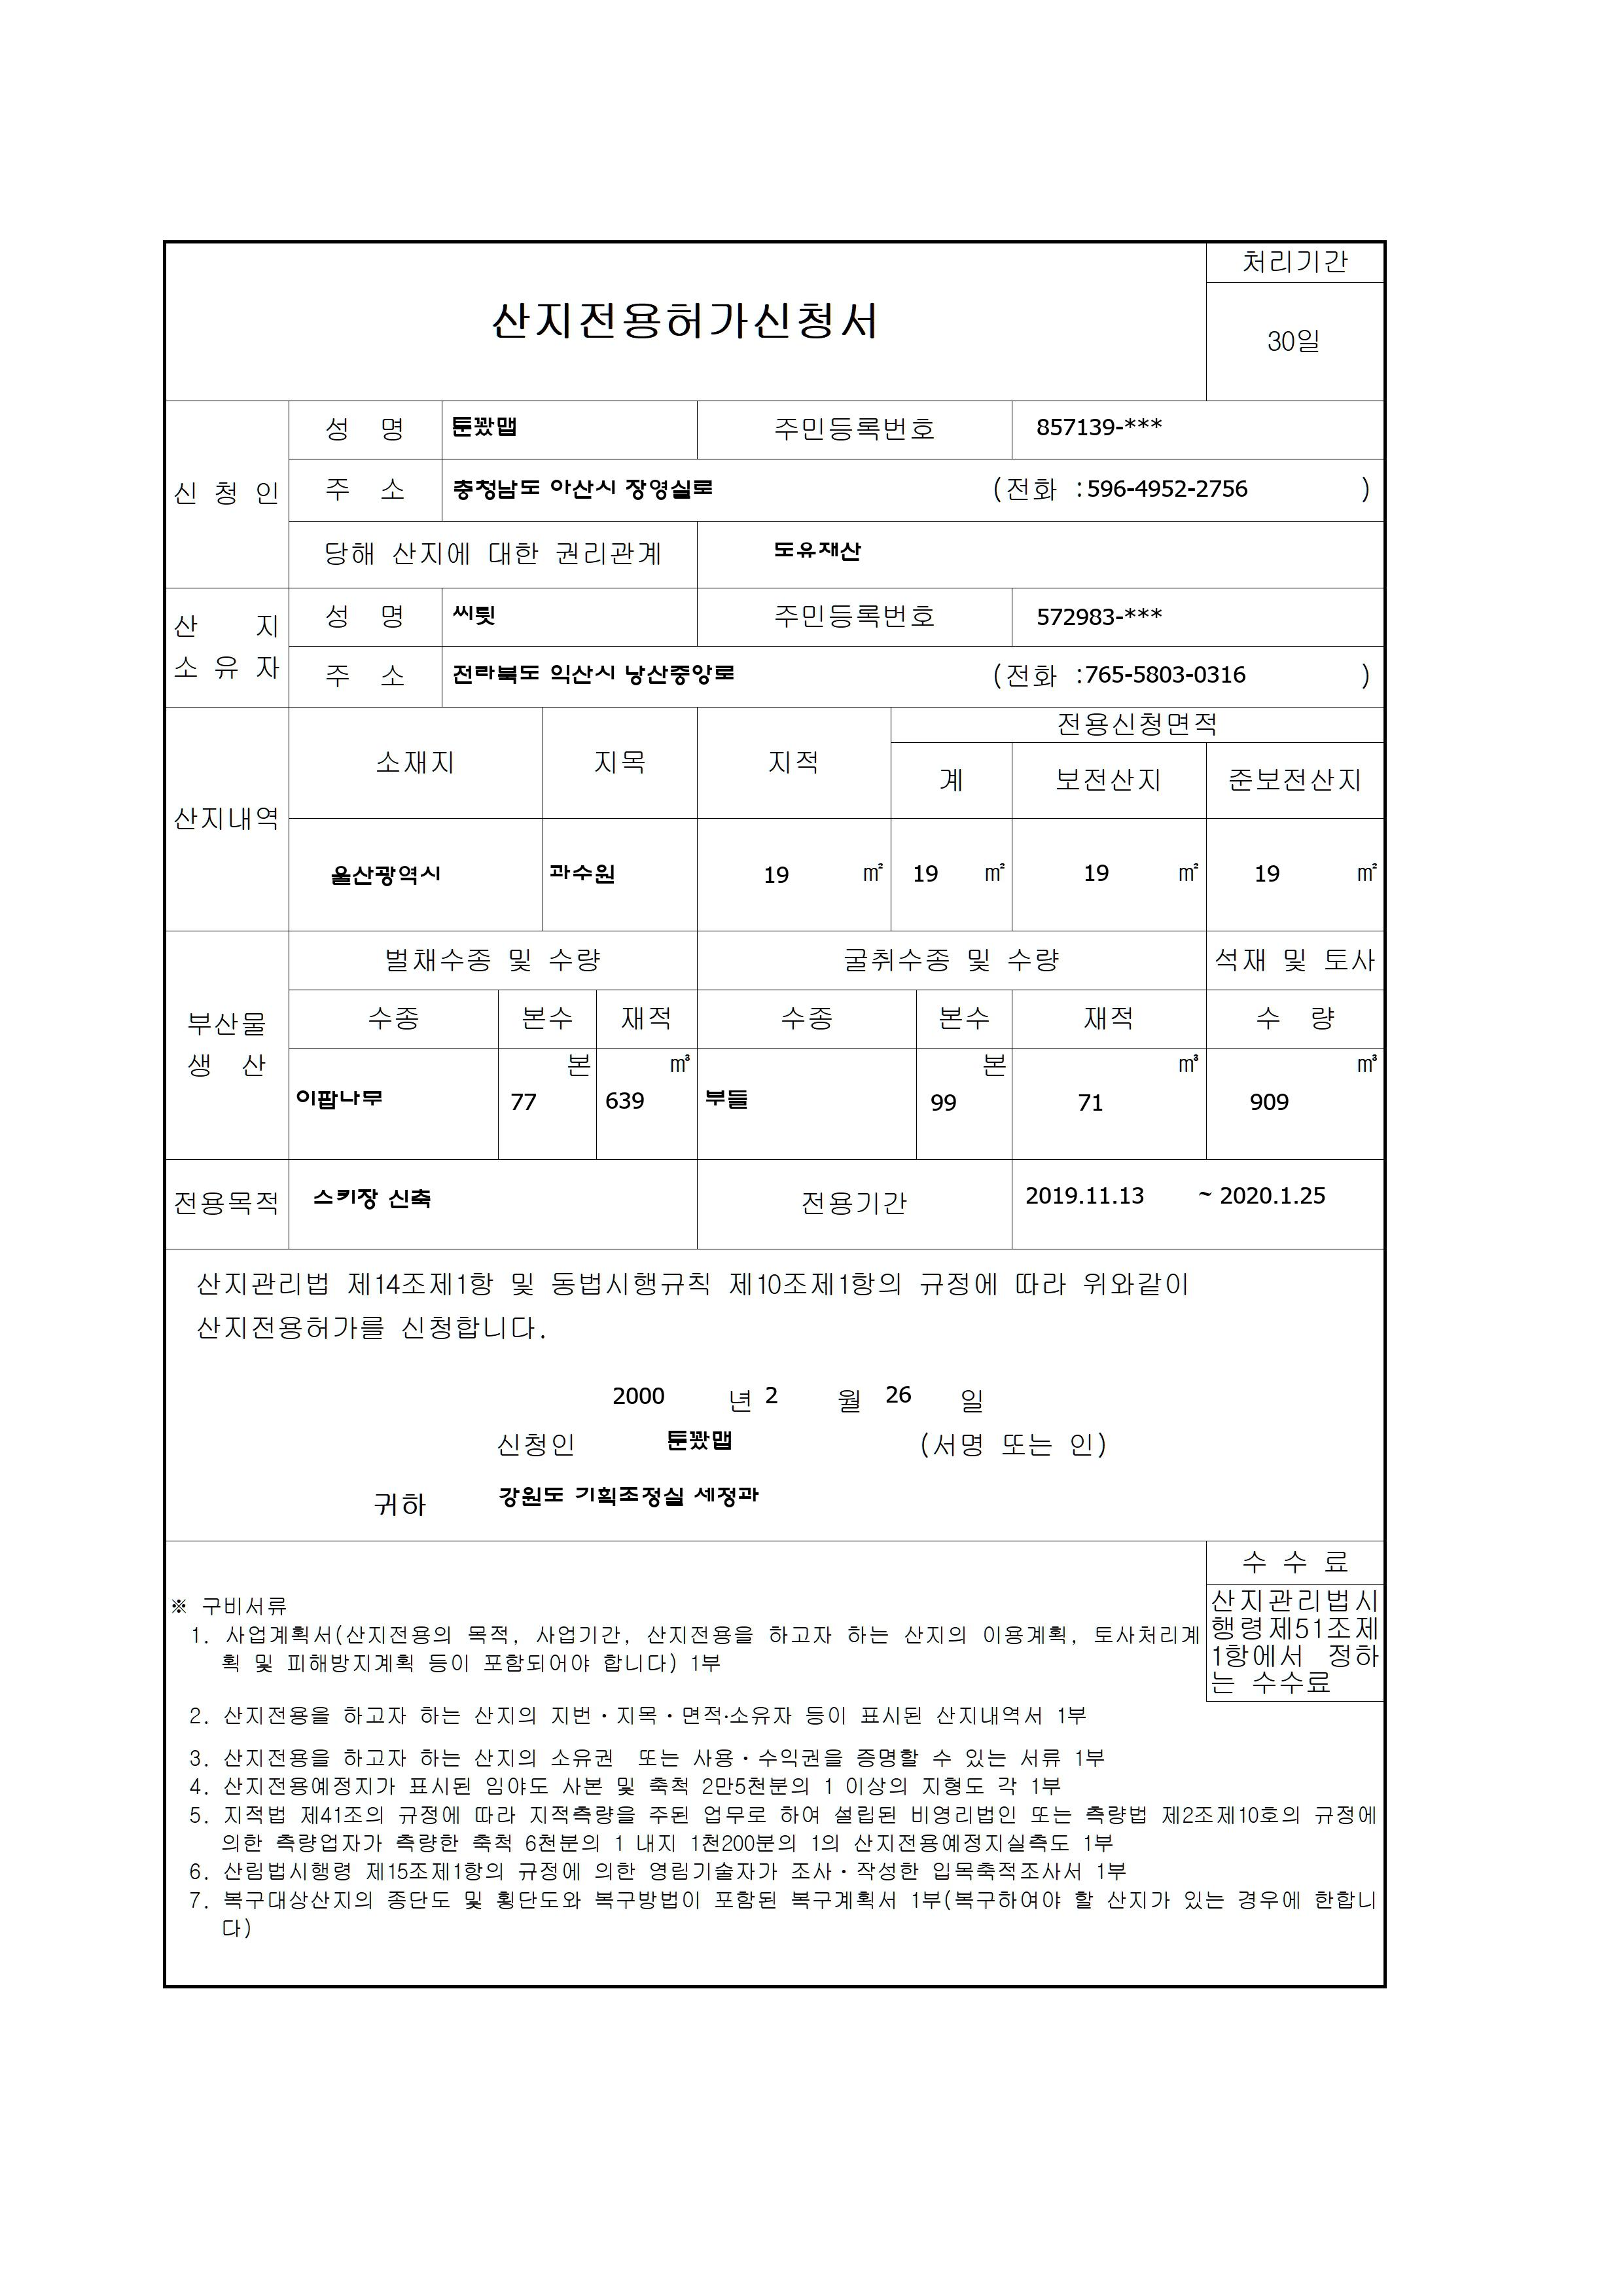 처리기간
산지전용허가신청서
30일
성 명 툰꽜맵 주민등록번호 857139-***
신 청 인 주 소 충청남도 아산시 장영실로 (전화 :596-4952-2756 )
당해 산지에 대한 권리관계 도유재산
산 지 성 명 씨륏 주민등록번호 572983-***
소 유 자 주 소 전라북도 익산시 낭산중앙로 (전화 :765-5803-0316 )
전용신청면적
소재지 지목 지적
계 보전산지 준보전산지
산지내역
울산광역시 과수원 19 ㎡ 19 ㎡ 19 ㎡ 19 ㎡
벌채수종 및 수량 굴취수종 및 수량 석재 및 토사
부산물 수종 본수 재적 수종 본수 재적 수 량
생 산 본 ㎥ 본 ㎥ ㎥
이팝나무 77 639 부들 99 71 909
전용목적 스키장 신축 전용기간 2019.11.13 ~ 2020.1.25
산지관리법 제14조제1항 및 동법시행규칙 제10조제1항의 규정에 따라 위와같이
산지전용허가를 신청합니다.
2000 년 2 월 26 일
신청인 툰꽜맵 (서명 또는 인)
귀하 강원도 기획조정실 세정과
수 수 료
산지관리법시
행령제51조제
1항에서 정하
는 수수료
※ 구비서류
1. 사업계획서(산지전용의 목적, 사업기간, 산지전용을 하고자 하는 산지의 이용계획, 토사처리계
획 및 피해방지계획 등이 포함되어야 합니다) 1부
2. 산지전용을 하고자 하는 산지의 지번・지목・면적·소유자 등이 표시된 산지내역서 1부
3. 산지전용을 하고자 하는 산지의 소유권 또는 사용・수익권을 증명할 수 있는 서류 1부
4. 산지전용예정지가 표시된 임야도 사본 및 축척 2만5천분의 1 이상의 지형도 각 1부
5. 지적법 제41조의 규정에 따라 지적측량을 주된 업무로 하여 설립된 비영리법인 또는 측량법 제2조제10호의 규정에
의한 측량업자가 측량한 축척 6천분의 1 내지 1천200분의 1의 산지전용예정지실측도 1부
6. 산림법시행령 제15조제1항의 규정에 의한 영림기술자가 조사・작성한 입목축적조사서 1부
7. 복구대상산지의 종단도 및 횡단도와 복구방법이 포함된 복구계획서 1부(복구하여야 할 산지가 있는 경우에 한합니
다)